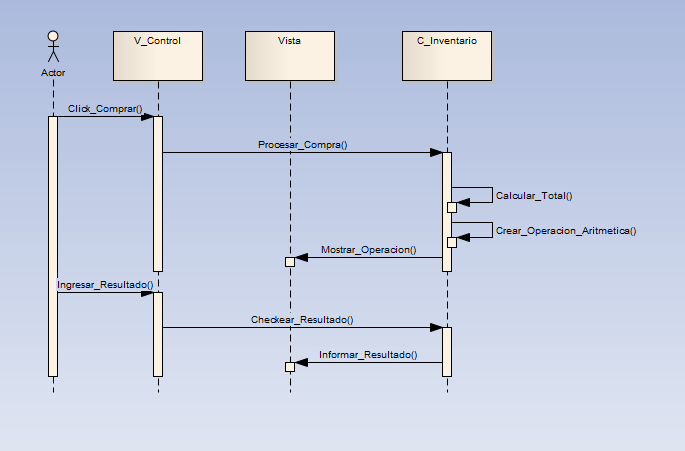 V_Control
Vista
C_Inventario
Actor
Click_Comprar()
Procesar_Compra()
Calcular_Total()
Crear_Operacion_Aritmetica()
Mostrar_Operacion()
Ingresar_Resultado()
Checkear_Resultado()
Informar_Resultado()